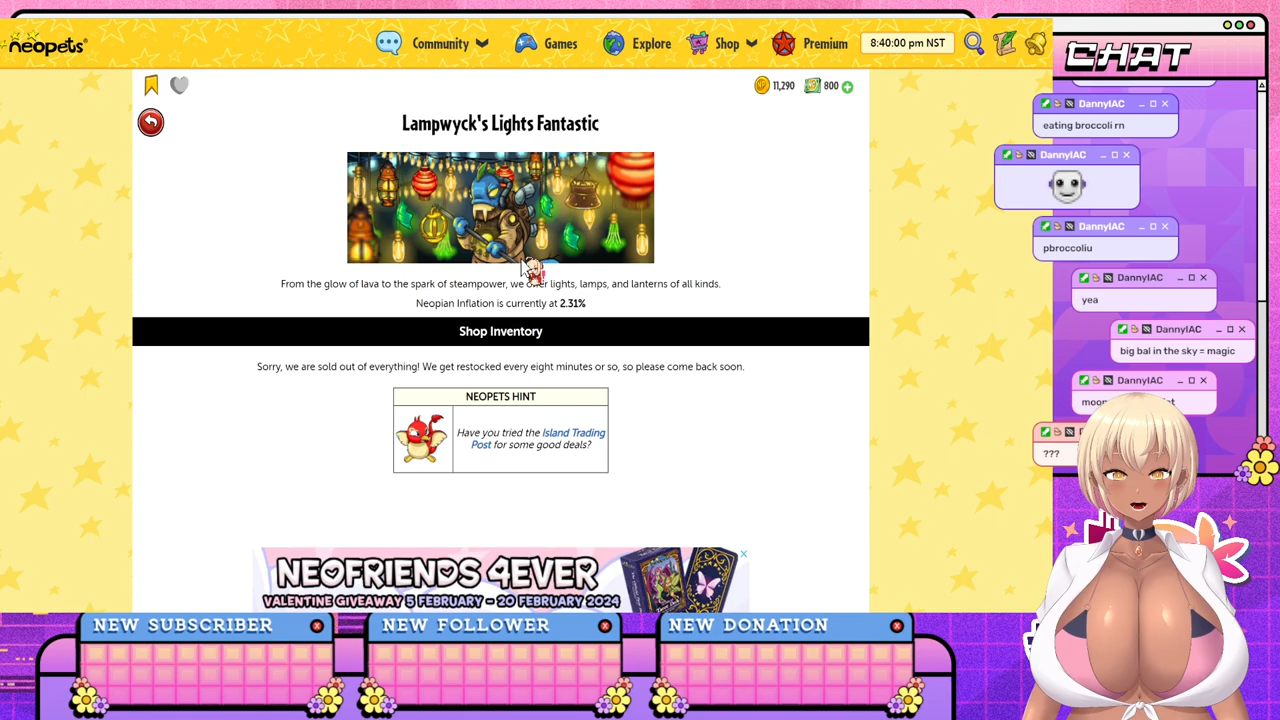 neopets®
Community
Games
Explore
Shop
Premium
8:40:00 pm NST
11,290
800
Lampwyck's Lights Fantastic
From the glow of lava to the spark of steampower, we offer lights, lamps, and lanterns of all kinds.
Neopian Inflation is currently at 2.31%
Shop Inventory
Sorry, we are sold out of everything! We get restocked every eight minutes or so, so please come back soon.
NEOPETS HINT
Have you tried the Island Trading
Post for some good deals?
NEOFRIENDS 4EVER
VALENTINE GIVEAWAY 5 FEBRUARY - 20 FEBRUARY 2024
NEW SUBSCRIBER
NEW FOLLOWER
NEW DONATION
CHAT
DannyIAC
eating broccoli rn
DannyIAC
DannyIAC
pbroccoliu
DannyIAC
yea
DannyIAC
big bal in the sky = magic
DannyIAC
???